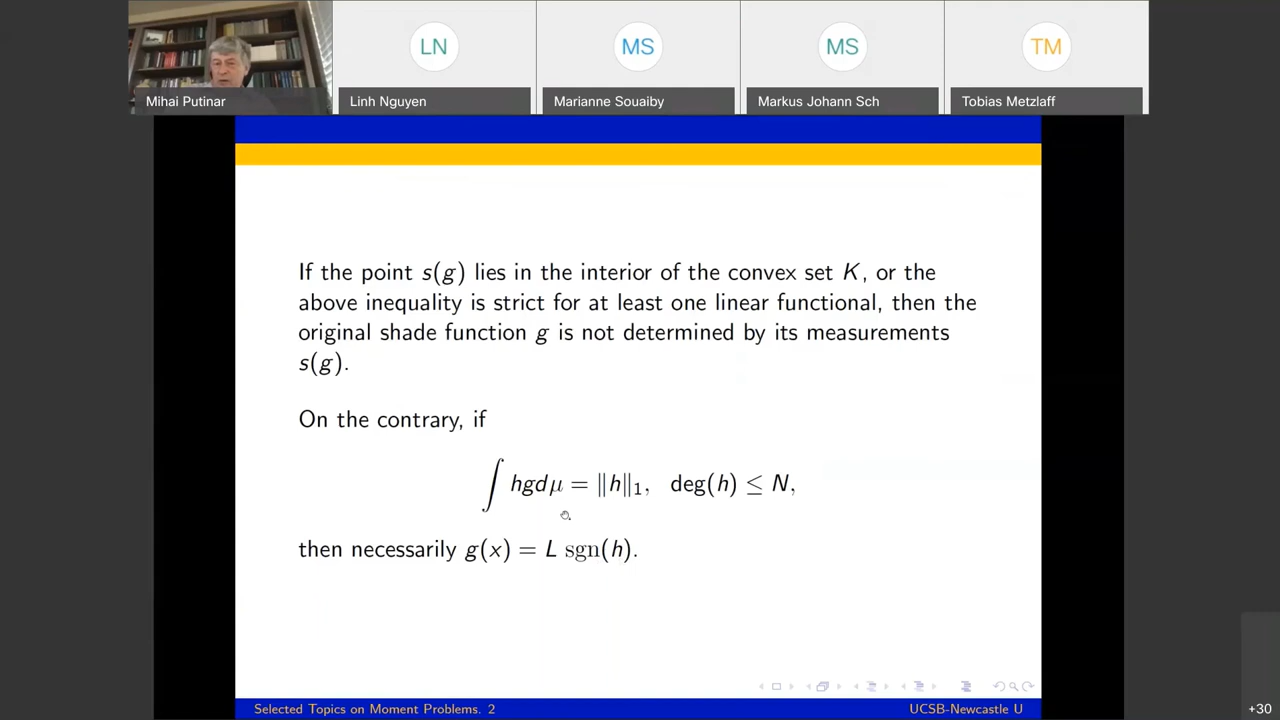 LN
MS
MS
TM
Mihai Putinar
Linh Nguyen
Marianne Souaiby
Markus Johann Sch
Tobias Metzlaff
If the point s(g) lies in the interior of the convex set K, or the
above inequality is strict for at least one linear functional, then the
original shade function g is not determined by its measurements
s(g).
On the contrary, if
∫ hgdμ = ‖h‖₁, deg(h) ≤ N,
then necessarily g(x) = L sgn(h).
Selected Topics on Moment Problems. 2
UCSB-Newcastle U
+30